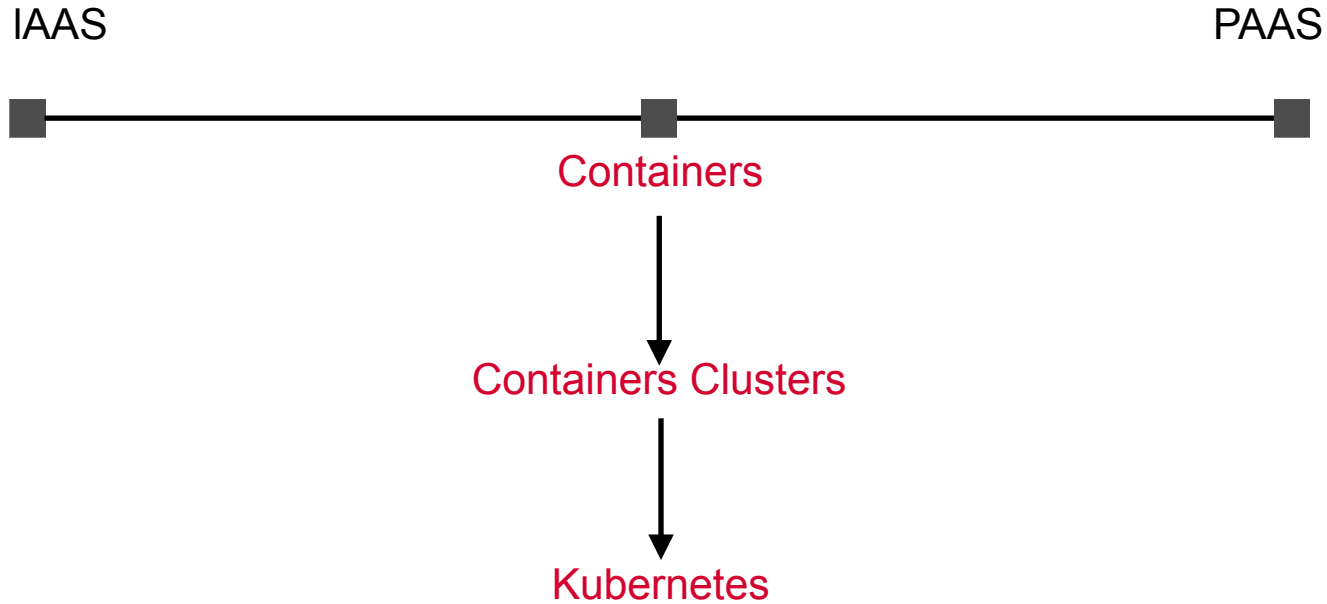 IAAS
PAAS
Containers
Containers Clusters
Kubernetes